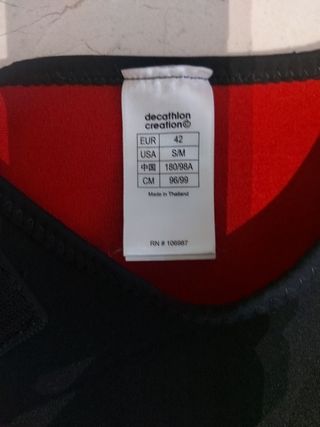 decathlon
creation©
EUR 42
USA S/M
中国 180/98A
CM 96/99
Made in Thailand
RN # 106987